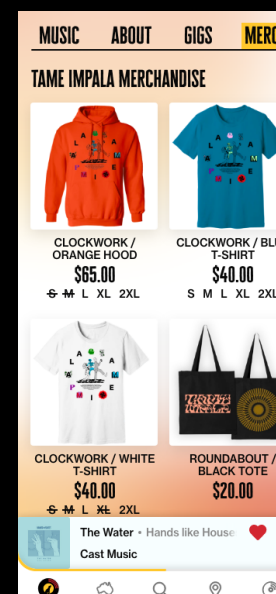 MUSIC ABOUT GIGS MERC
TAME IMPALA MERCHANDISE
CLOCKWORK /
ORANGE HOOD
$65.00
S M L XL 2XL
CLOCKWORK / BLU
T-SHIRT
$40.00
S M L XL 2XL
CLOCKWORK / WHITE
T-SHIRT
$40.00
S M L XL 2XL
ROUNDABOUT /
BLACK TOTE
$20.00
The Water • Hands like House
Cast Music